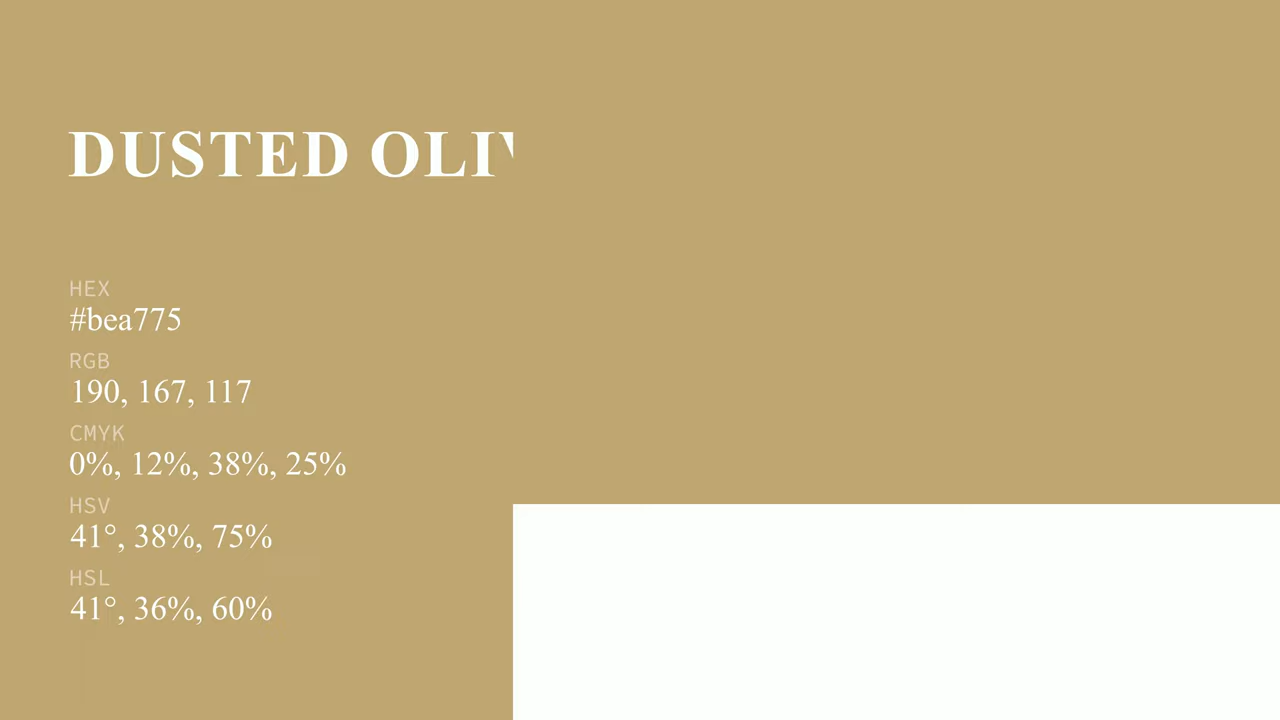 DUSTED OLIV
HEX
#bea775
RGB
190, 167, 117
CMYK
0%, 12%, 38%, 25%
HSV
41°, 38%, 75%
HSL
41°, 36%, 60%